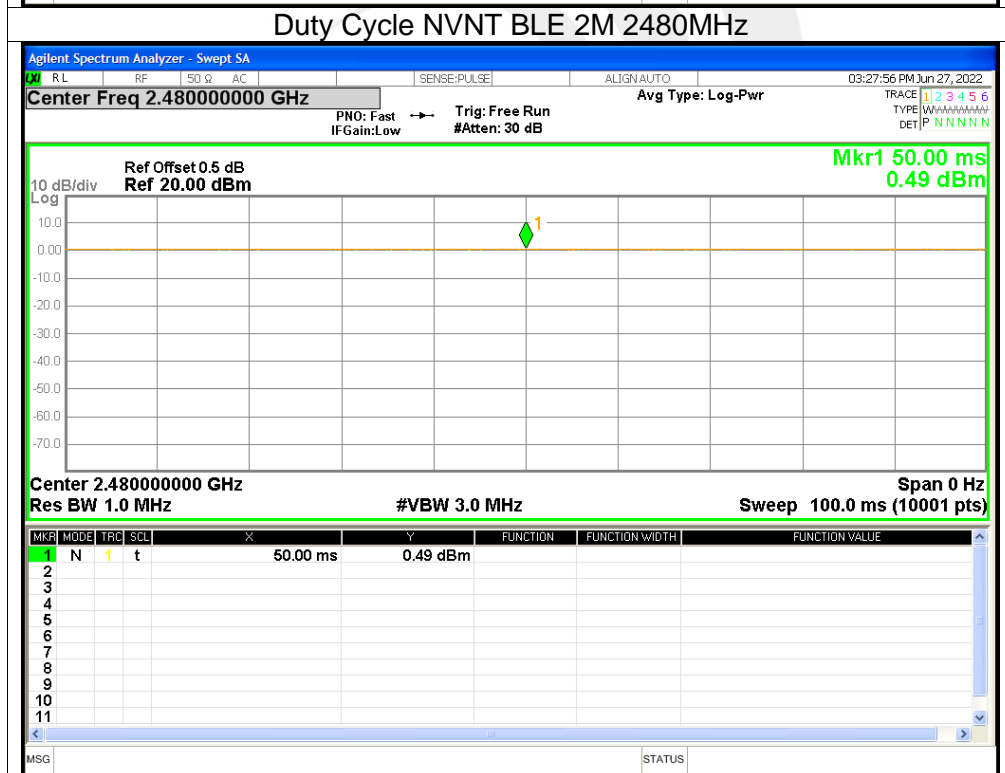 Duty Cycle NVNT BLE 2M 2480MHz
Agilent Spectrum Analyzer - Swept SA
LXI RL RF 50 Ω AC SENSE:PULSE ALIGN AUTO 03:27:56 PM Jun 27, 2022
Center Freq 2.480000000 GHz Avg Type: Log-Pwr TRACE 1 2 3 4 5 6
PNO: Fast Trig: Free Run TYPE WWWWWW
IFGain:Low #Atten: 30 dB DET P N N N N N
Mkr1 50.00 ms
0.49 dBm
Ref Offset 0.5 dB
10 dB/div Ref 20.00 dBm
Log
10.0
1
0.00
-10.0
-20.0
-30.0
-40.0
-50.0
-60.0
-70.0
Center 2.480000000 GHz Span 0 Hz
Res BW 1.0 MHz #VBW 3.0 MHz Sweep 100.0 ms (10001 pts)
MKR MODE TRC SCL X Y FUNCTION FUNCTION WIDTH FUNCTION VALUE
1 N 1 t 50.00 ms 0.49 dBm
2
3
4
5
6
7
8
9
10
11
MSG STATUS